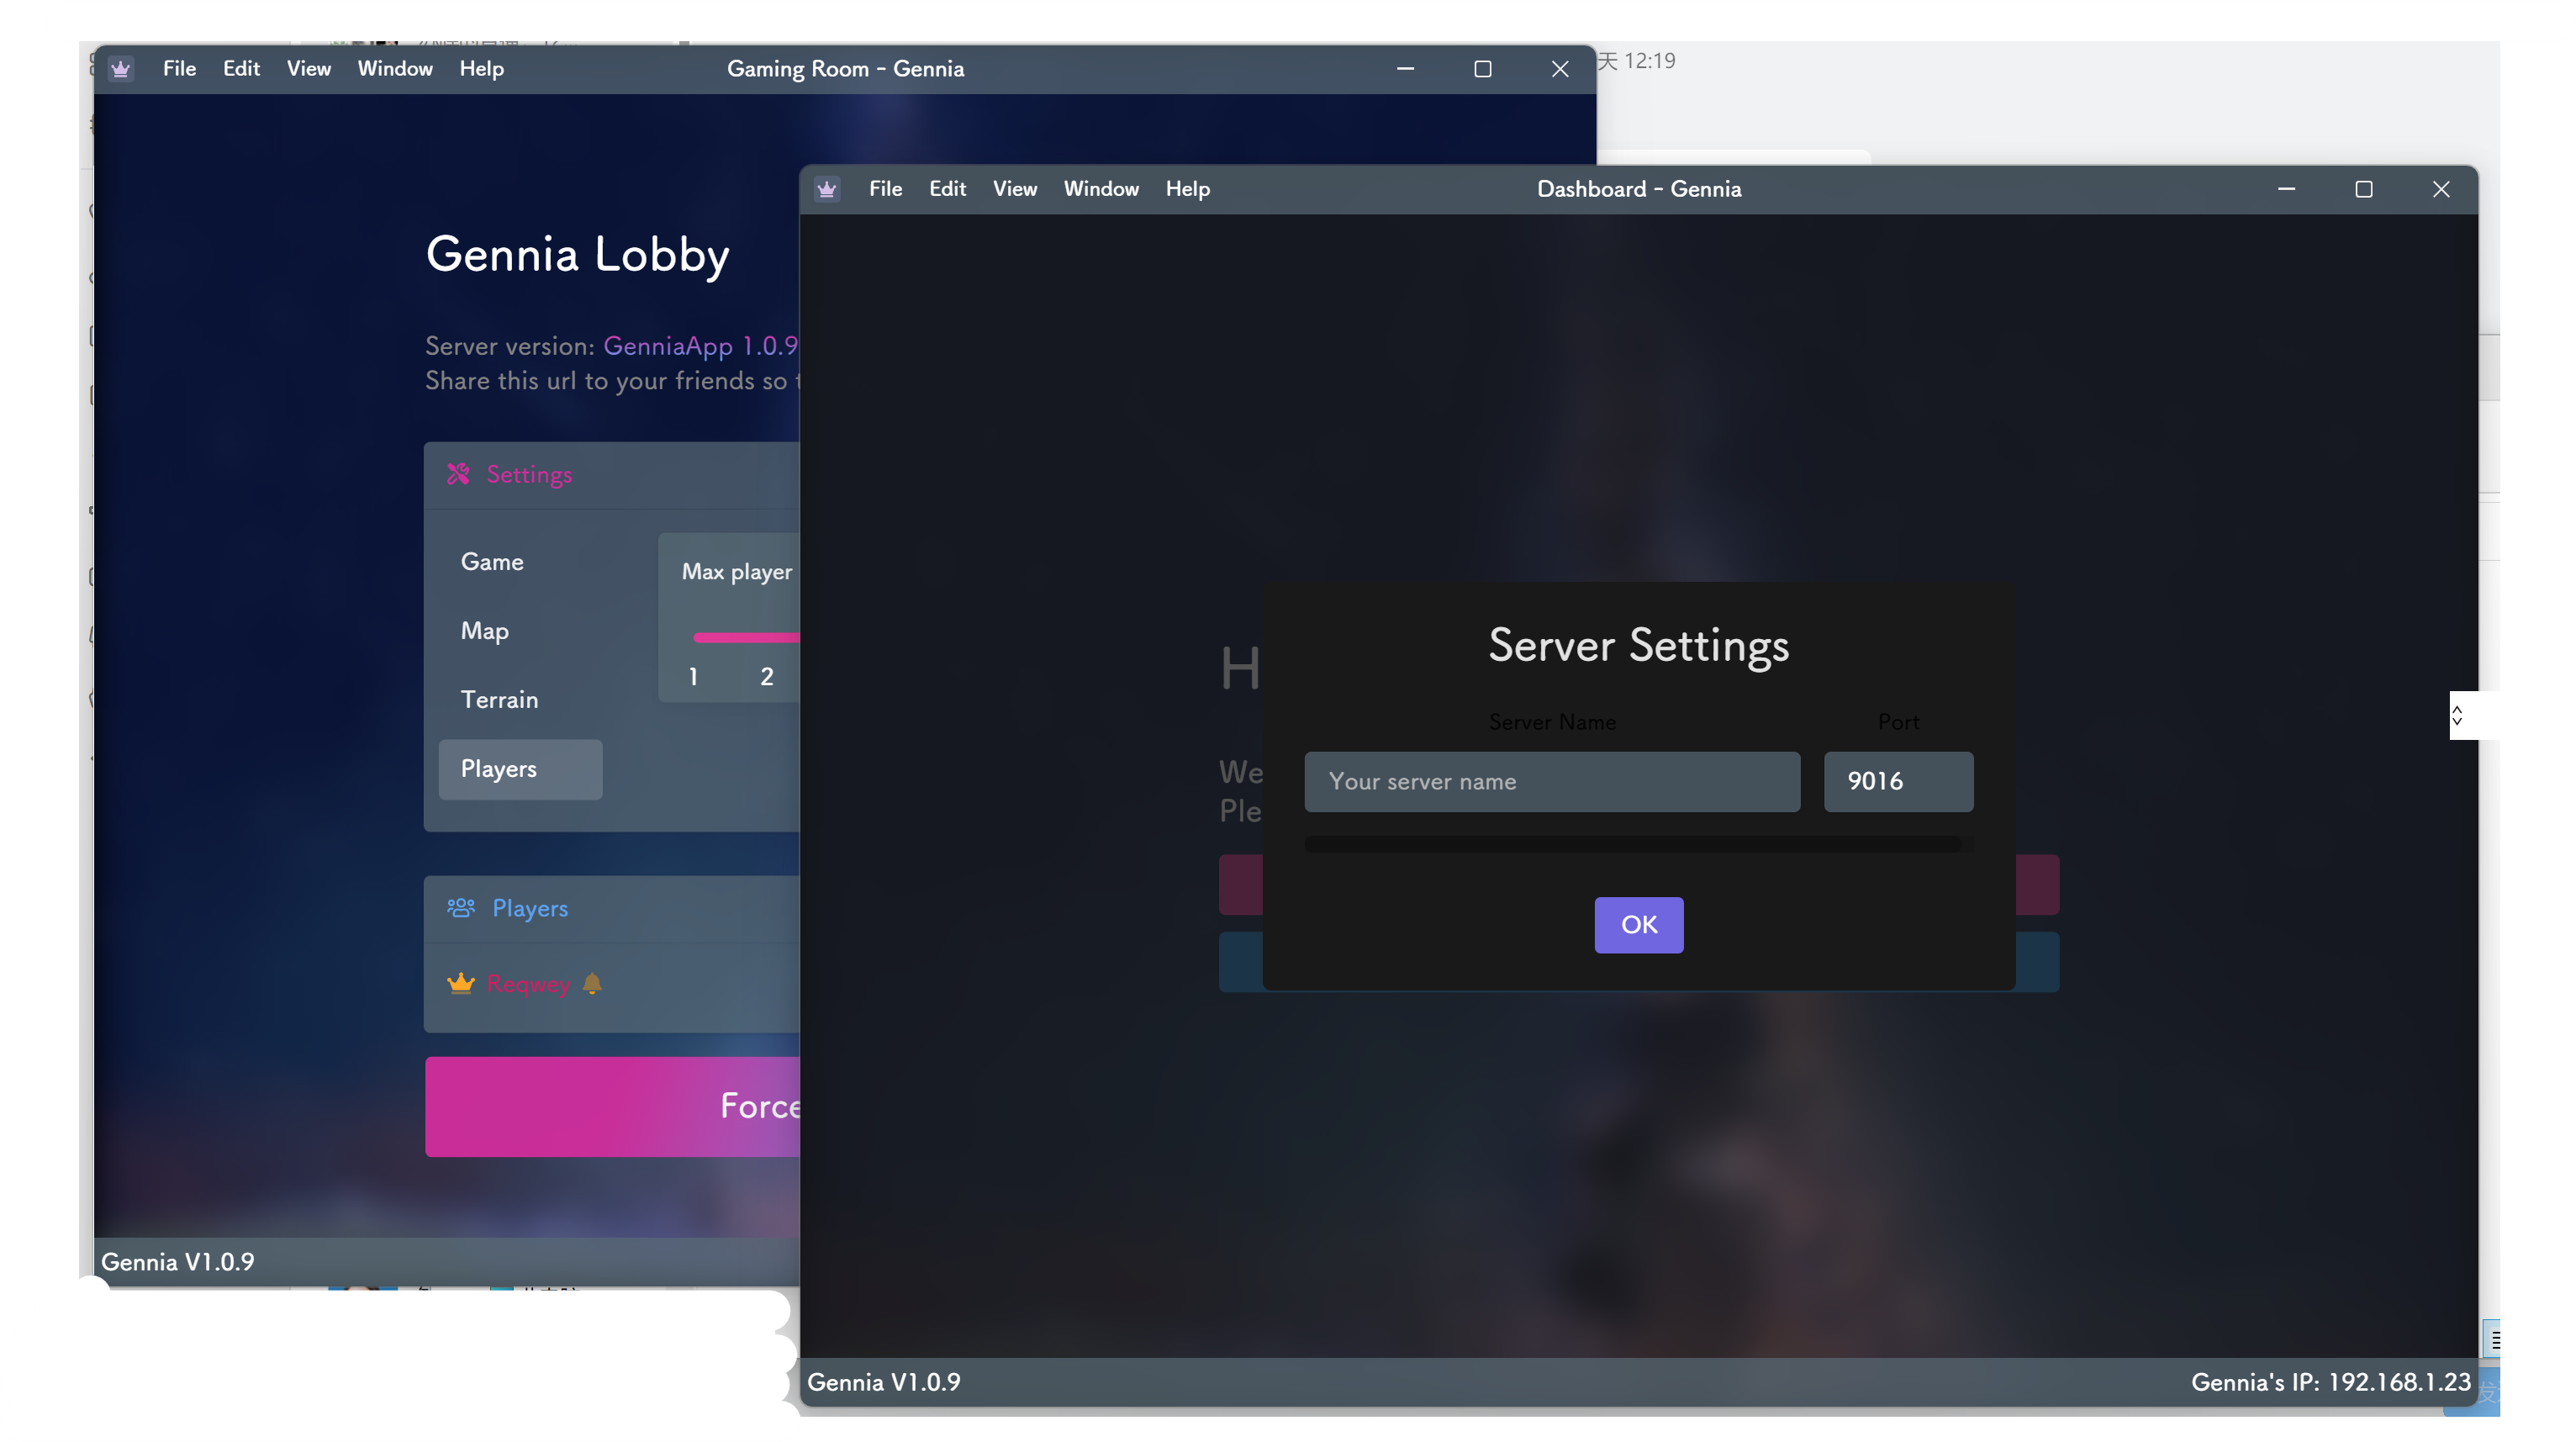 File Edit View Window Help
Gaming Room - Gennia
天 12:19
Gennia Lobby
Server version: GenniaApp 1.0.9
Share this url to your friends so
Settings
Game
Map
Terrain
Players
Max player
1 2
Players
Reqwey
Force
Gennia V1.0.9
File Edit View Window Help
Dashboard - Gennia
H
We
Ple
Server Settings
Server Name
Port
Your server name
9016
OK
Gennia V1.0.9
Gennia's IP: 192.168.1.23